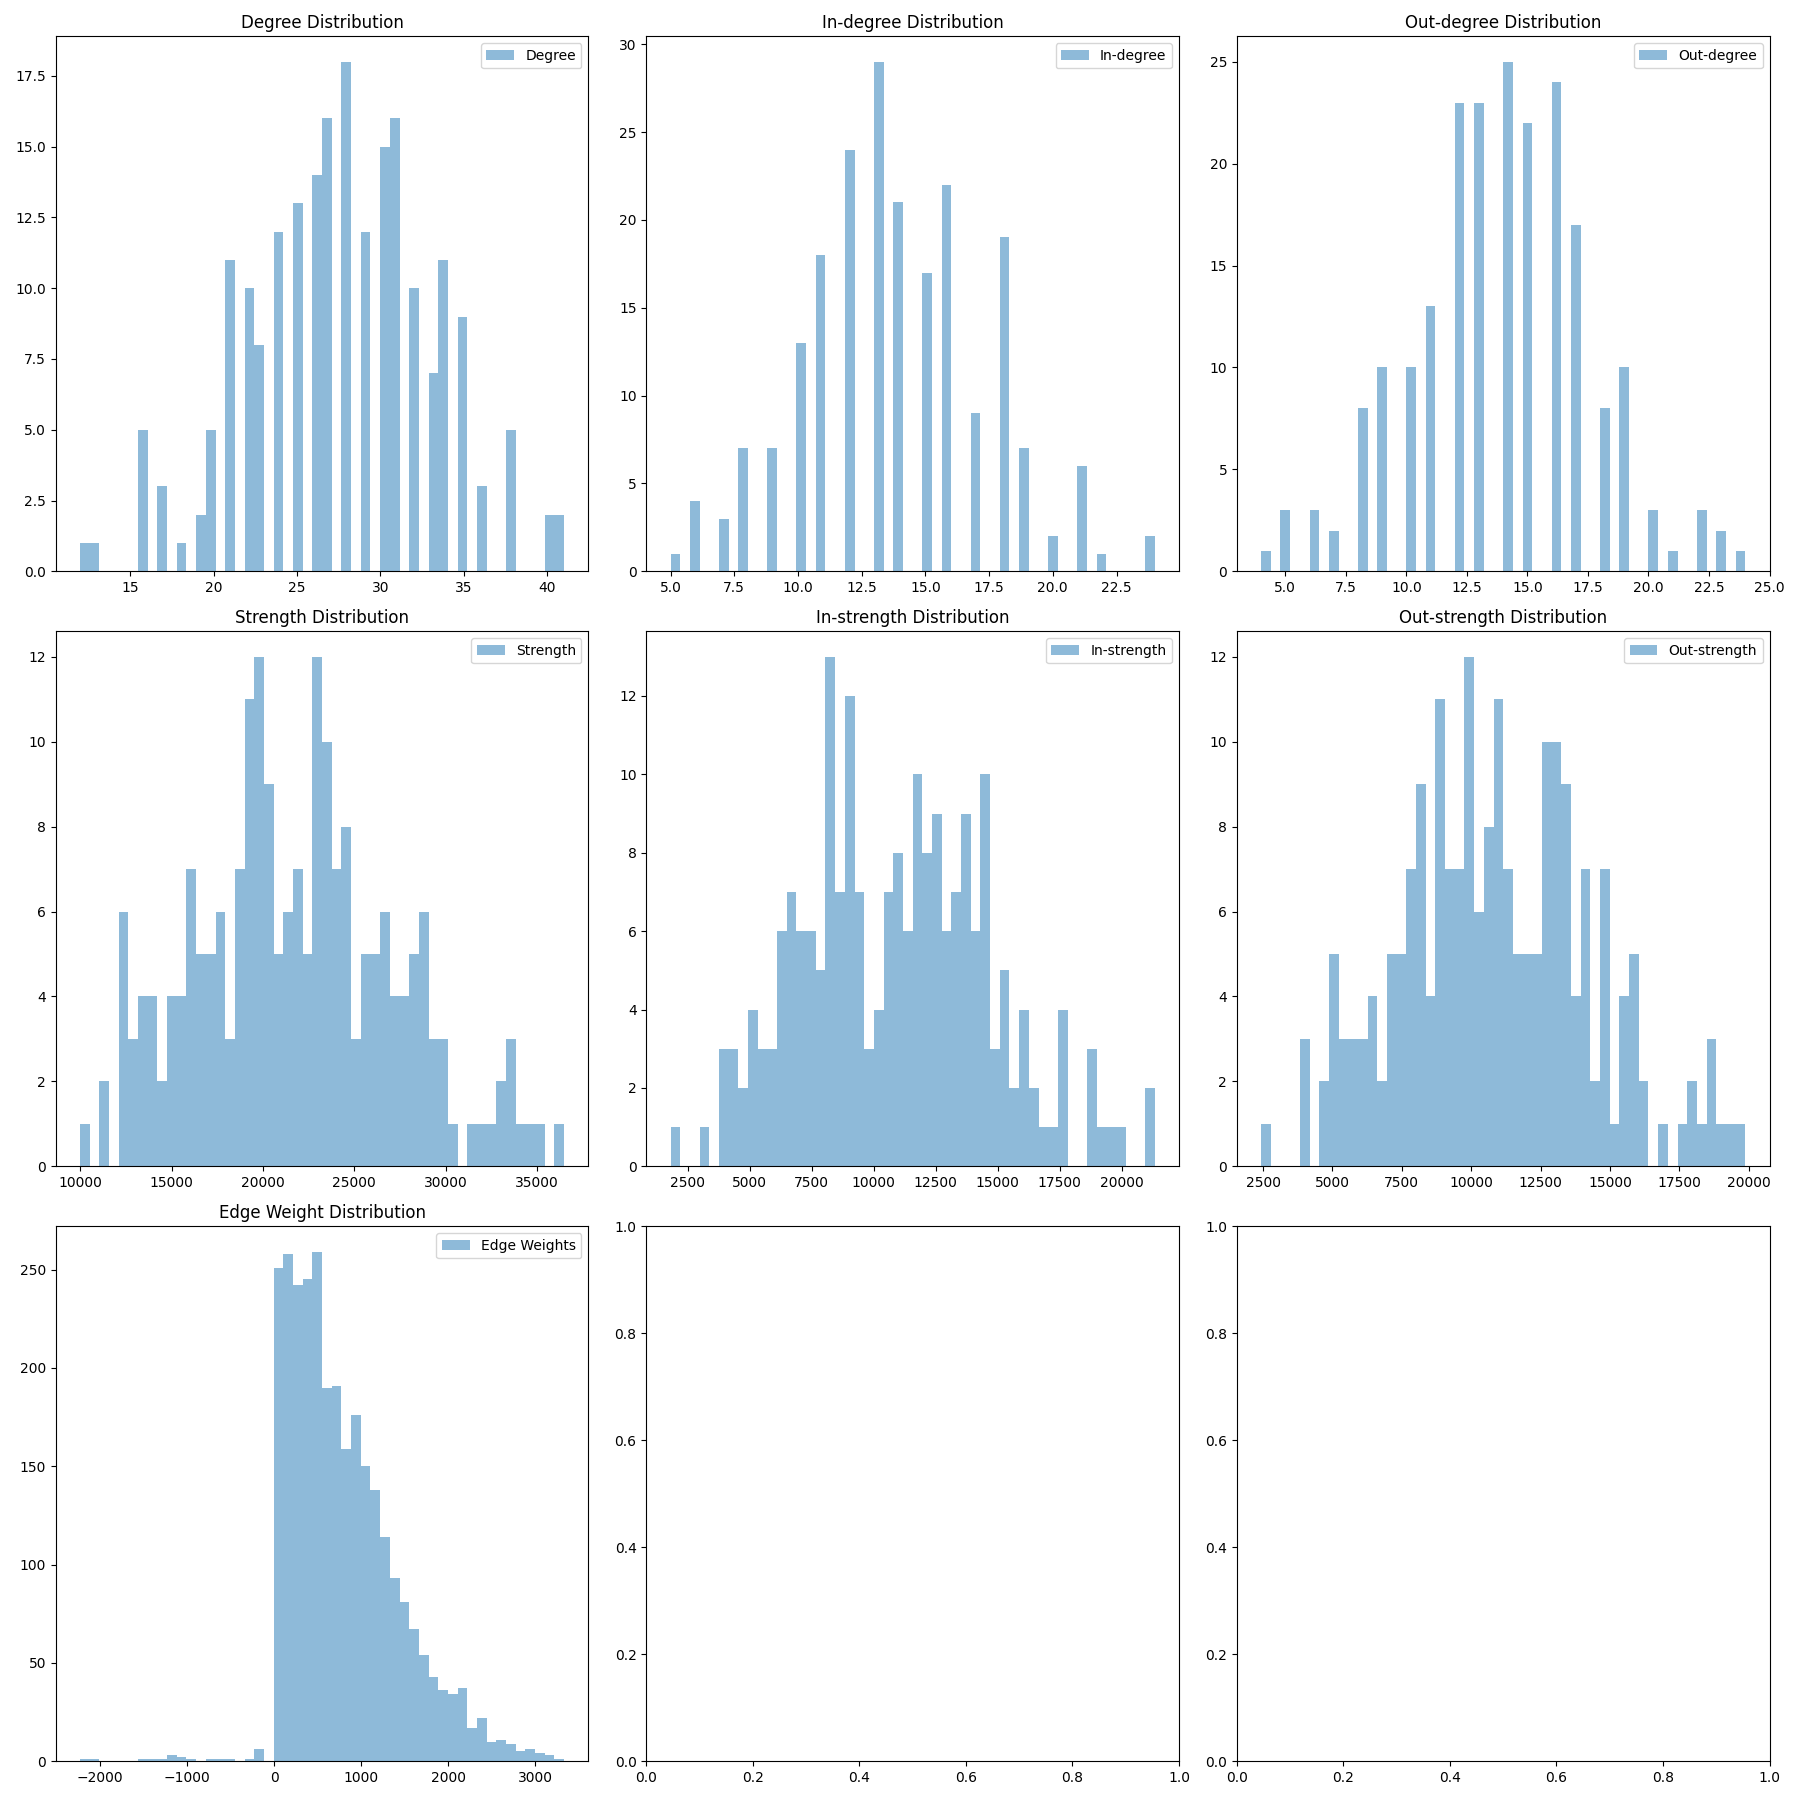 Degree Distribution
Degree
17.5
15.0
12.5
10.0
7.5
5.0
2.5
0.0
15 20 25 30 35 40
In-degree Distribution
In-degree
30
25
20
15
10
5
0
5.0 7.5 10.0 12.5 15.0 17.5 20.0 22.5
Out-degree Distribution
Out-degree
25
20
15
10
5
0
5.0 7.5 10.0 12.5 15.0 17.5 20.0 22.5 25.0
Strength Distribution
Strength
12
10
8
6
4
2
0
10000 15000 20000 25000 30000 35000
In-strength Distribution
In-strength
12
10
8
6
4
2
0
2500 5000 7500 10000 12500 15000 17500 20000
Out-strength Distribution
Out-strength
12
10
8
6
4
2
0
2500 5000 7500 10000 12500 15000 17500 20000
Edge Weight Distribution
Edge Weights
250
200
150
100
50
0
−2000 −1000 0 1000 2000 3000
1.0
0.8
0.6
0.4
0.2
0.0
0.0 0.2 0.4 0.6 0.8 1.0
1.0
0.8
0.6
0.4
0.2
0.0
0.0 0.2 0.4 0.6 0.8 1.0